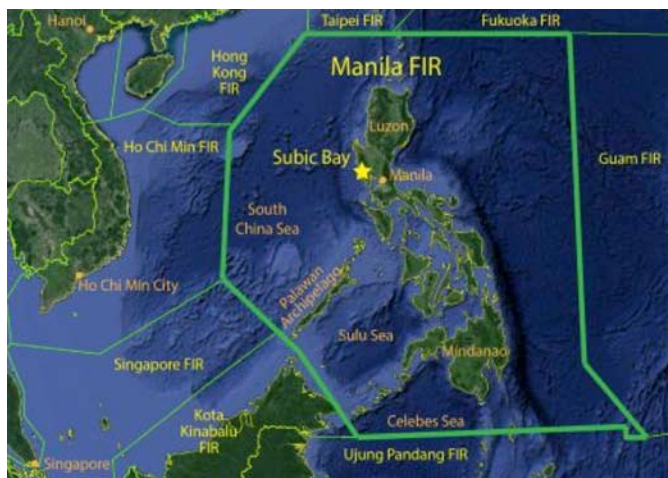 Hanoi
Taipei FIR
Fukuoka FIR
Hong
Kong
FIR
Manila FIR
Luzon
Ho Chi Min FIR
Subic Bay
Manila
Guam FIR
South
China Sea
Ho Chi Min City
Palawan
Archipelago
Sulu Sea
Mindanao
Singapore FIR
Kota
Kinabalu
FIR
Celebes Sea
Ujung Pandang FIR
Singapore